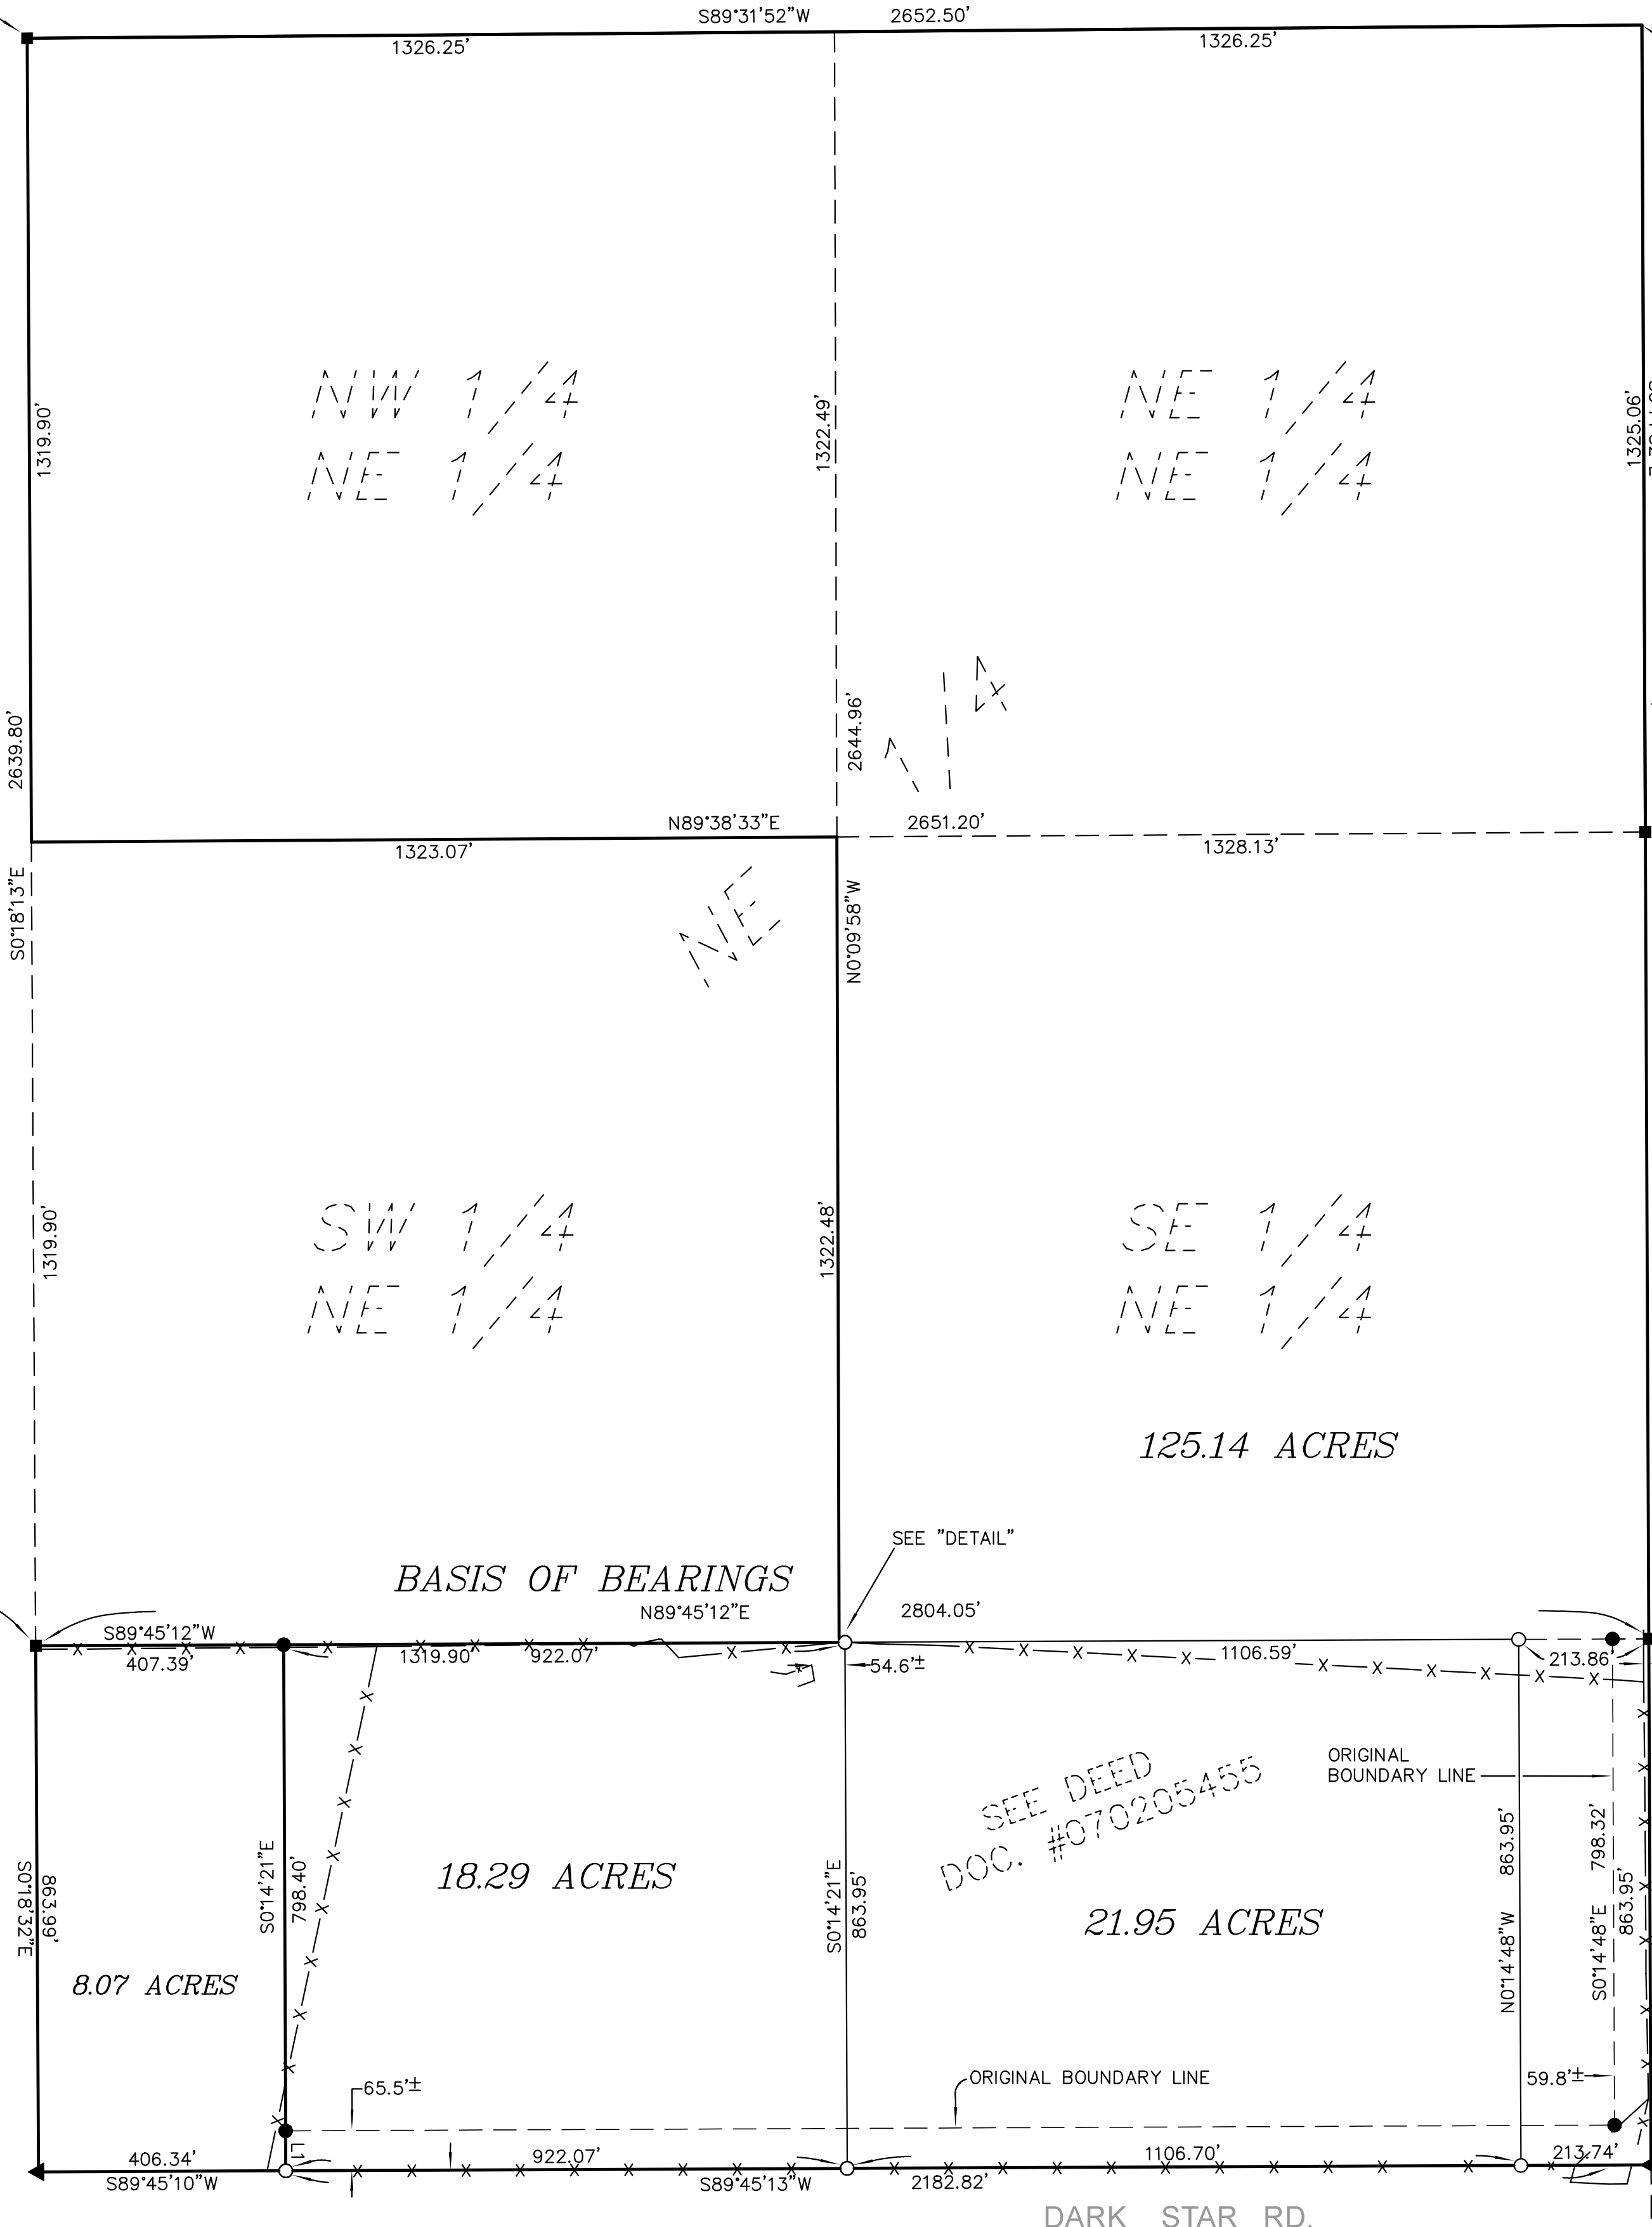 S89°31'52"W 2652.50'
1326.25' 1326.25'
NW 1/4
NE 1/4
NE 1/4
NE 1/4
1319.90'
1322.49'
1325.06'
1/4
2639.80'
2644.96'
N89°38'33"E 2651.20'
1323.07' 1328.13'
S0°18'13"E
NE
N0°09'58"W
SW 1/4
NE 1/4
SE 1/4
NE 1/4
1319.90'
1322.48'
125.14 ACRES
SEE "DETAIL"
BASIS OF BEARINGS
N89°45'12"E 2804.05'
S89°45'12"W
407.39' 1319.90' 922.07' 54.6'± 1106.59' 213.86'
SEE DEED
DOC. #070205455
ORIGINAL
BOUNDARY LINE
S0°18'32"E
863.99'
S0°14'21"E
798.40'
18.29 ACRES
S0°14'21"E
863.95'
21.95 ACRES
N0°14'48"W 863.95'
S0°14'48"E 798.32'
863.95'
8.07 ACRES
65.5'±
ORIGINAL BOUNDARY LINE
59.8'±
L1
406.34' 922.07' 1106.70' 213.74'
S89°45'10"W S89°45'13"W 2182.82'
DARK STAR RD.